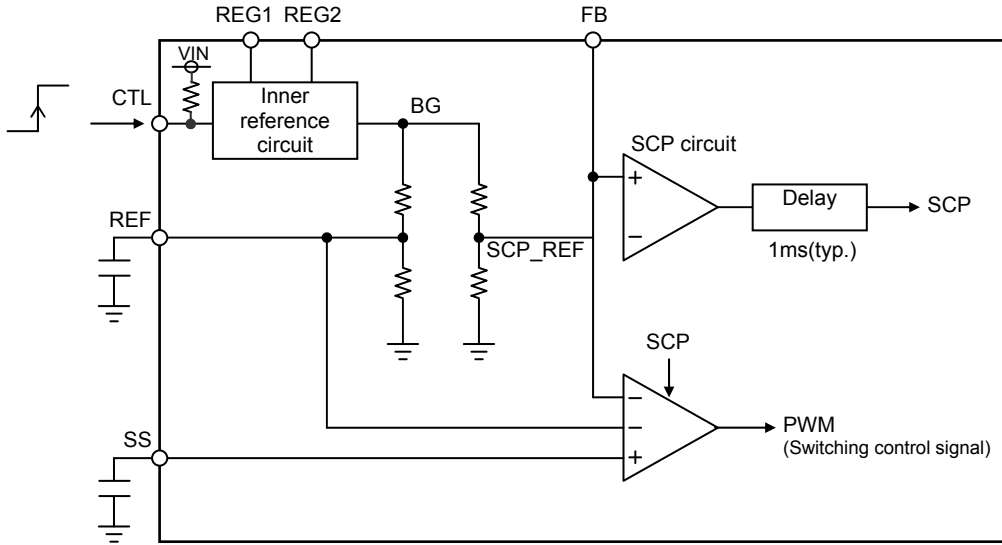 REG1 REG2 FB
VIN
CTL
Inner
reference
circuit
BG
SCP circuit
+
−
Delay
SCP
1ms(typ.)
REF
SCP_REF
SCP
−
−
+
PWM
(Switching control signal)
SS